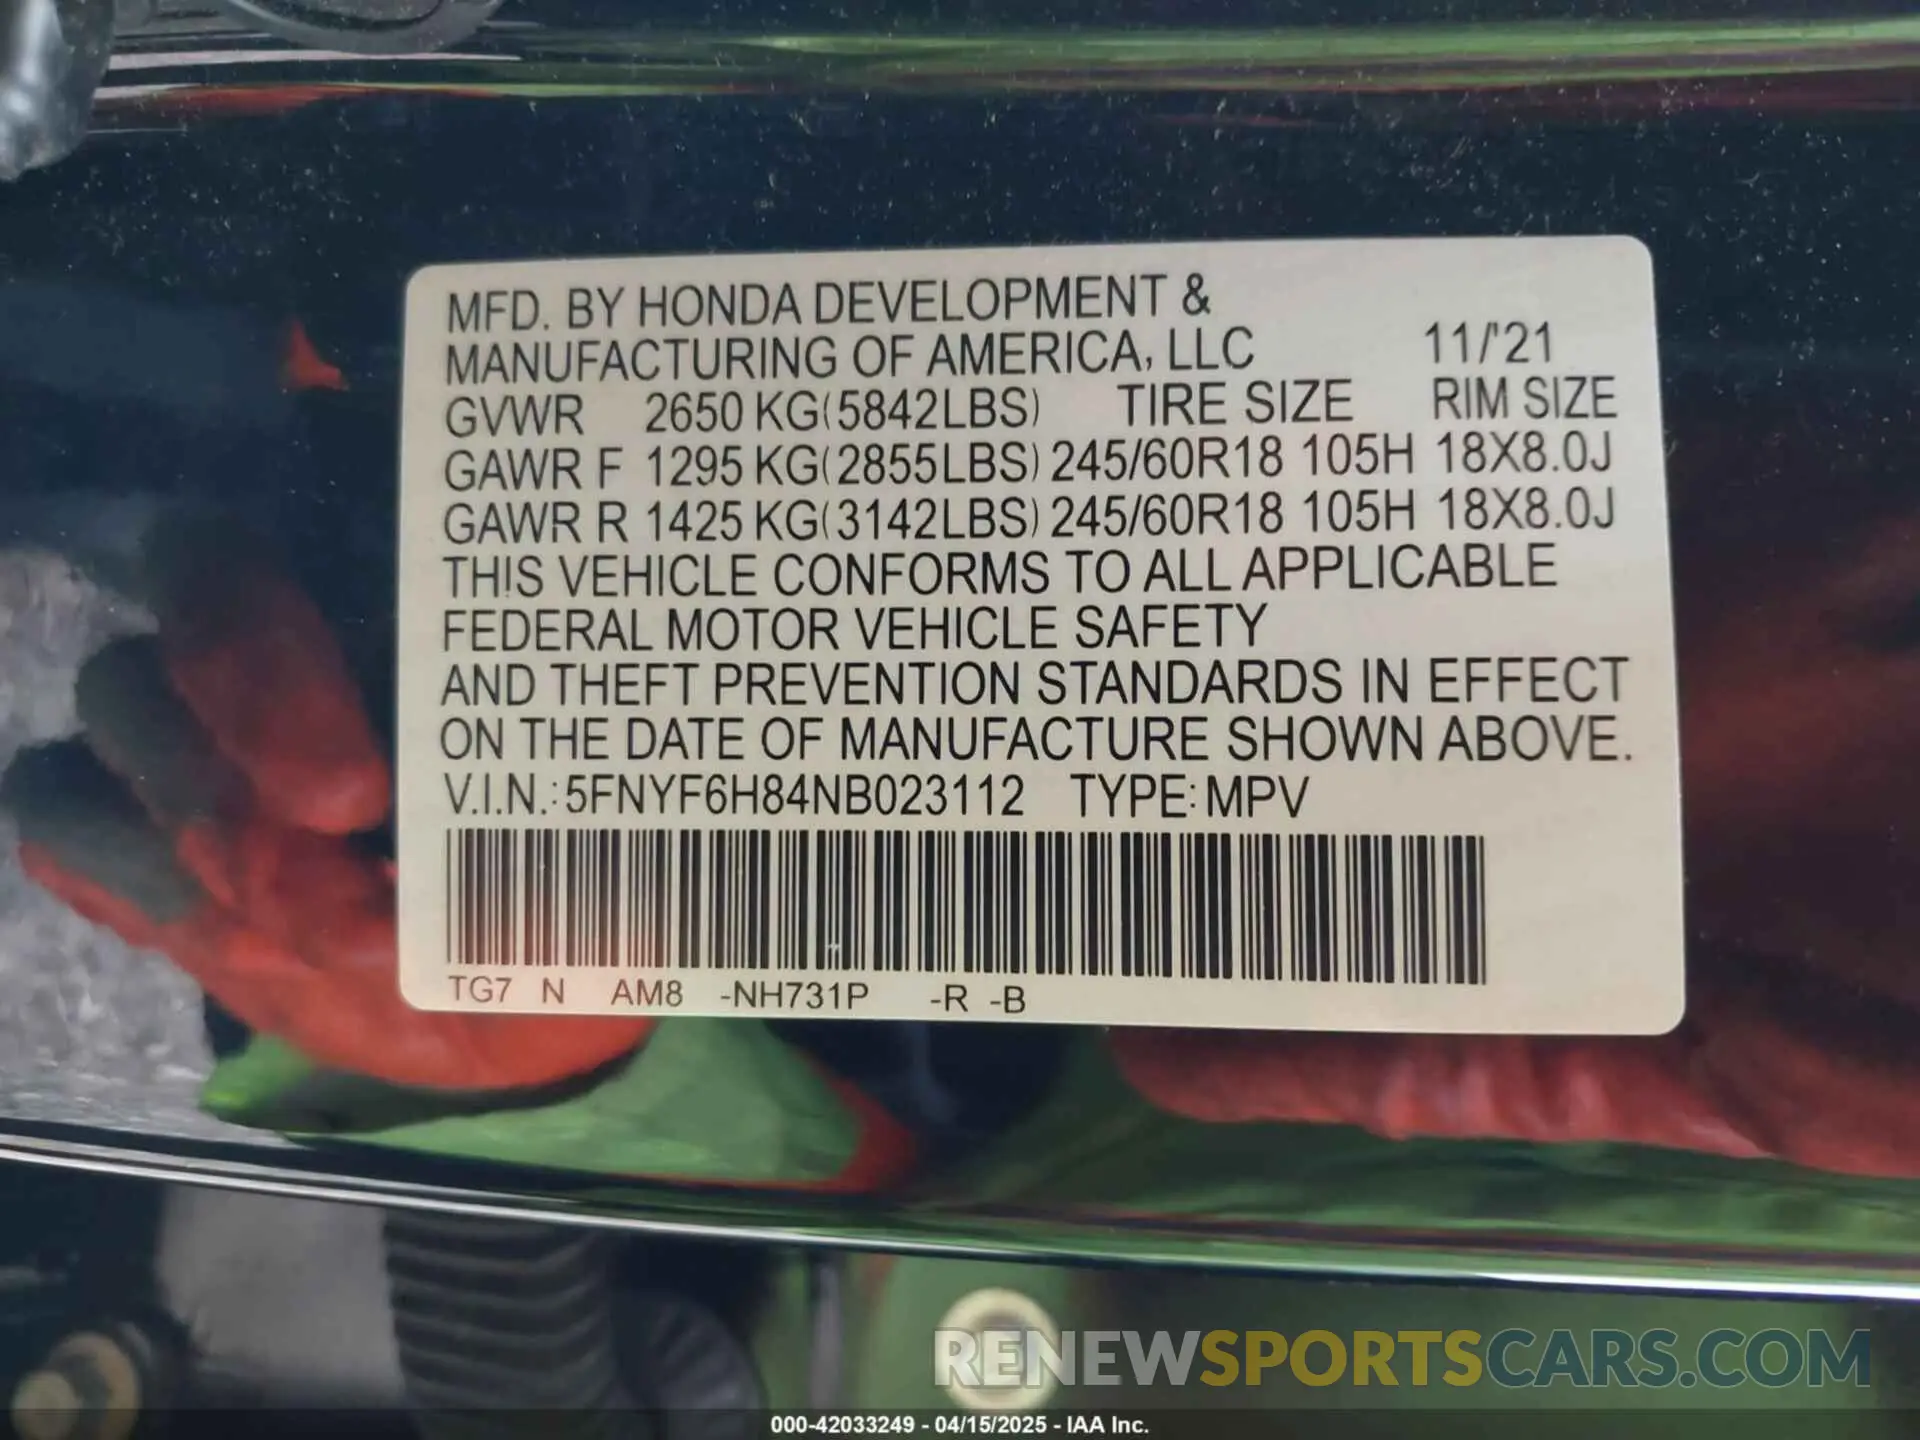 MFD. BY HONDA DEVELOPMENT &
MANUFACTURING OF AMERICA, LLC 11/'21
GVWR 2650 KG(5842LBS) TIRE SIZE RIM SIZE
GAWR F 1295 KG(2855LBS) 245/60R18 105H 18X8.0J
GAWR R 1425 KG(3142LBS) 245/60R18 105H 18X8.0J
THIS VEHICLE CONFORMS TO ALL APPLICABLE
FEDERAL MOTOR VEHICLE SAFETY
AND THEFT PREVENTION STANDARDS IN EFFECT
ON THE DATE OF MANUFACTURE SHOWN ABOVE.
V.I.N.: 5FNYF6H84NB023112 TYPE: MPV
TG7 N AM8 -NH731P -R -B
RENEWSPORTSCARS.COM
000-42033249 - 04/15/2025 - IAA Inc.